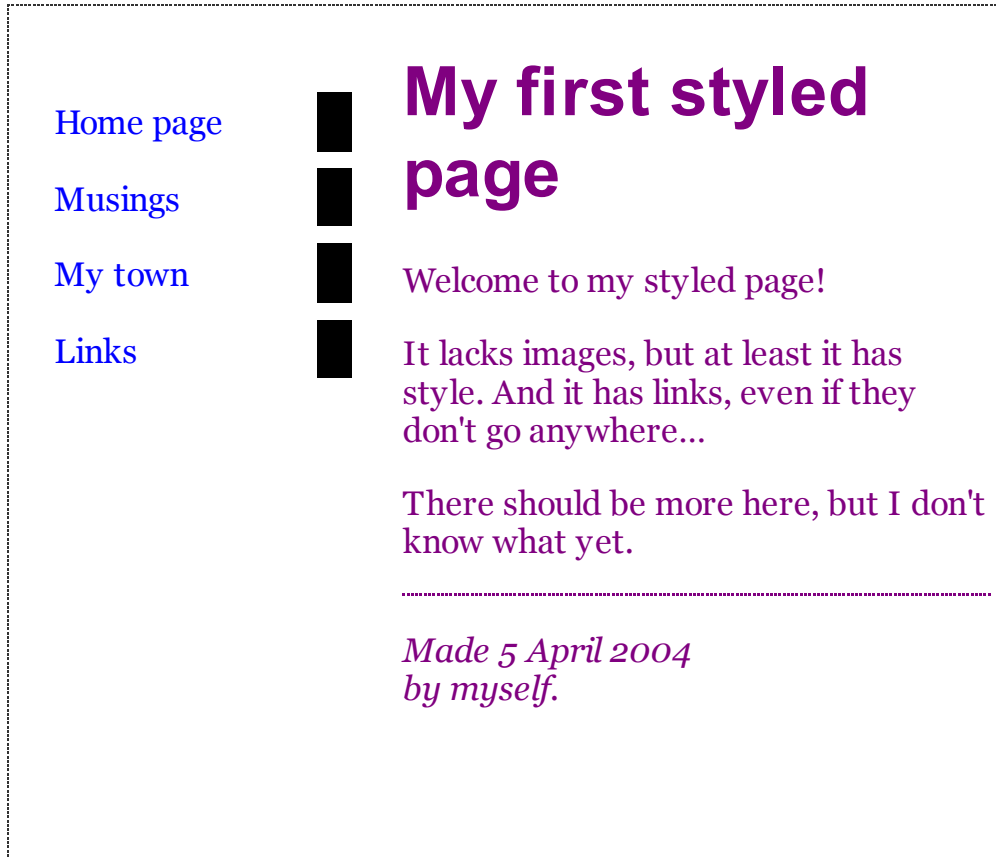 Home page
Musings
My town
Links
My first styled
page
Welcome to my styled page!
It lacks images, but at least it has
style. And it has links, even if they
don't go anywhere…
There should be more here, but I don't
know what yet.
Made 5 April 2004
by myself.